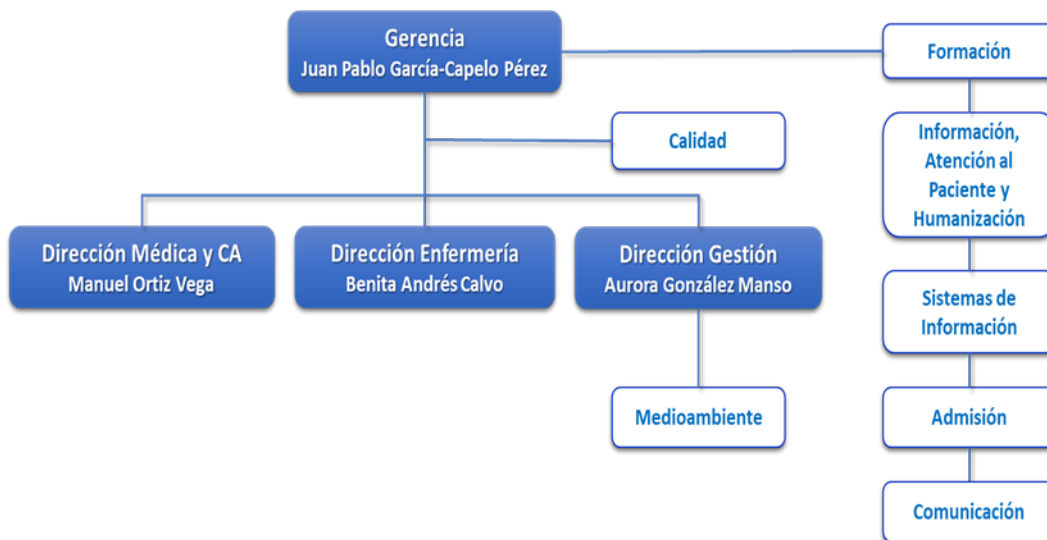 Gerencia
Juan Pablo García-Capelo Pérez
Formación
Calidad
Información,
Atención al
Paciente y
Humanización
Dirección Médica y CA
Manuel Ortiz Vega
Dirección Enfermería
Benita Andrés Calvo
Dirección Gestión
Aurora González Manso
Sistemas de
Información
Medioambiente
Admisión
Comunicación